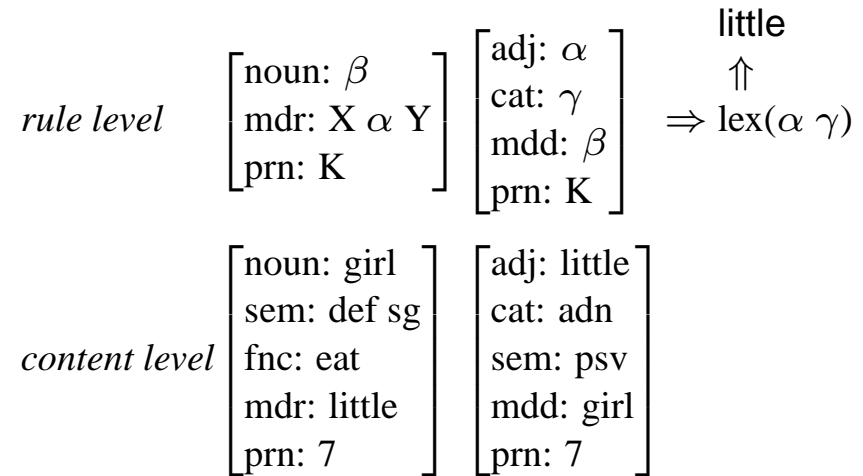 little
⇑
noun: β adj: α
cat: γ
rule level mdr: X α Y ⇒ lex(α γ)
mdd: β
prn: K prn: K
noun: girl adj: little
sem: def sg cat: adn
content level fnc: eat sem: psv
mdr: little mdd: girl
prn: 7 prn: 7